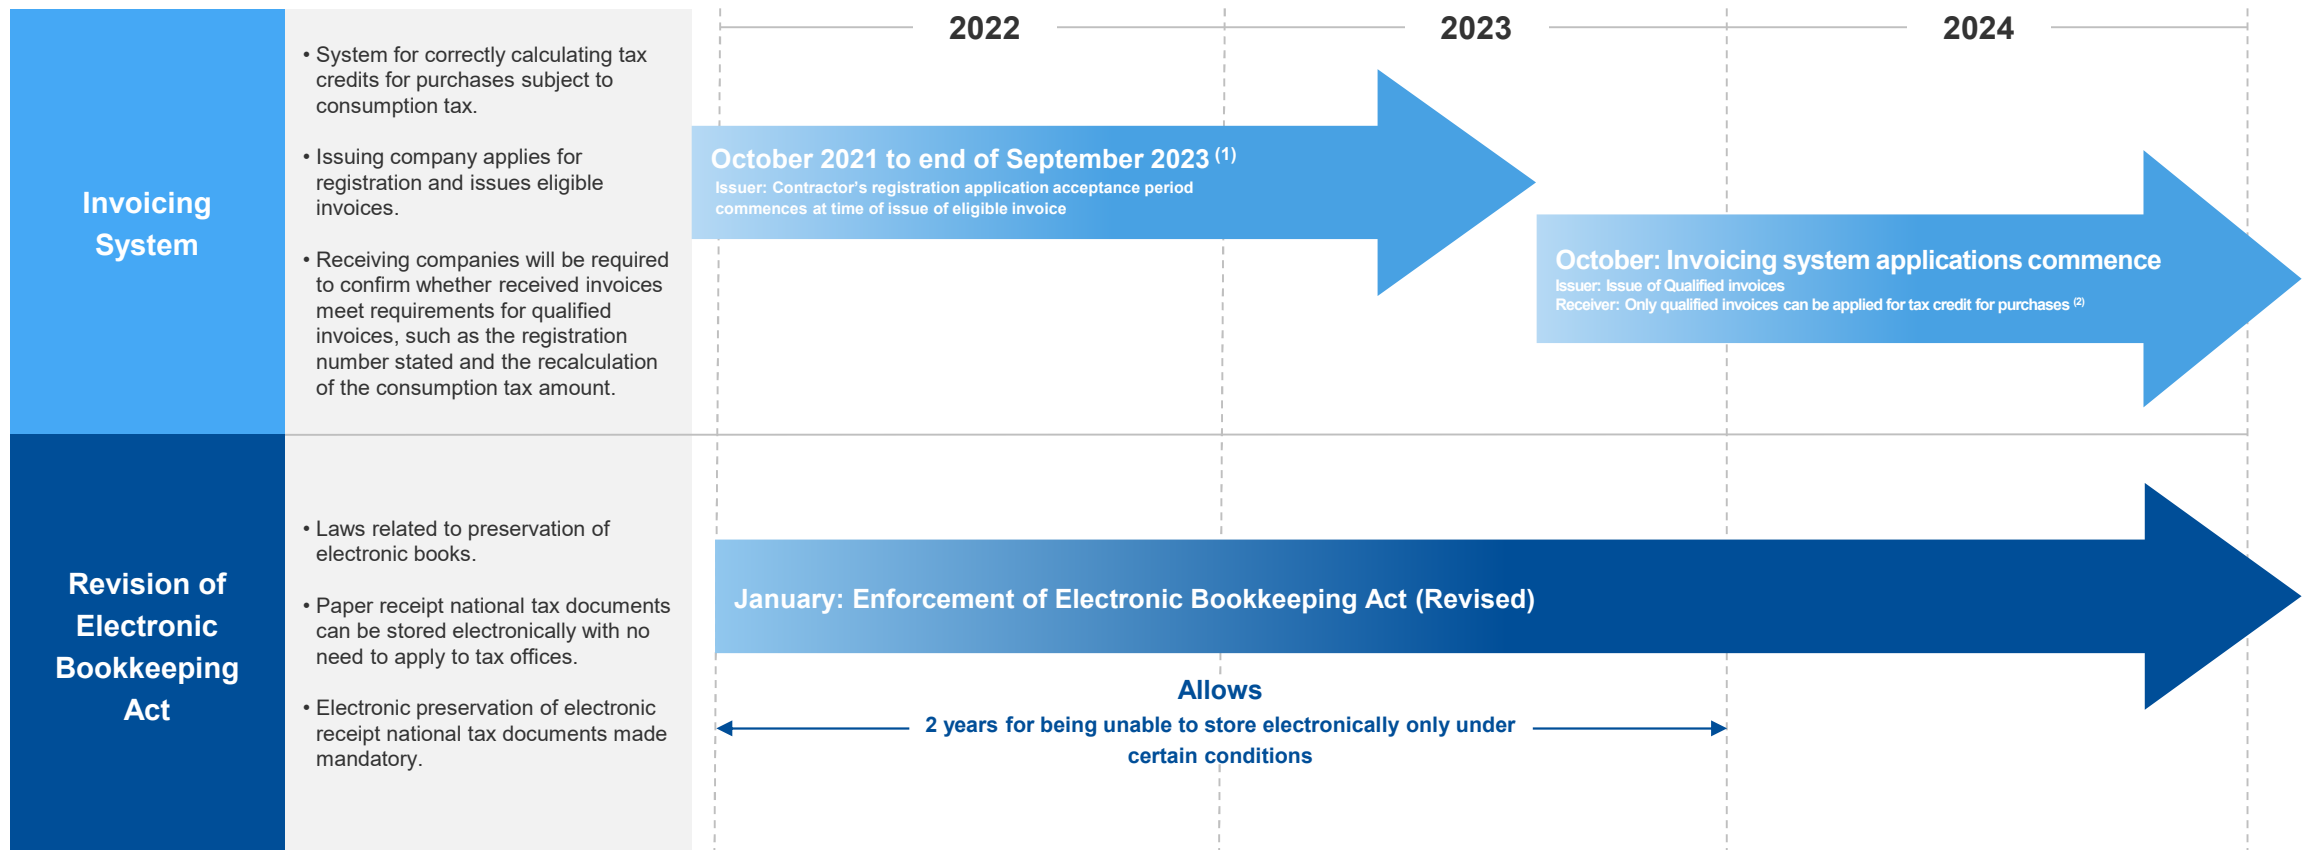 2022
2023
2024
Invoicing
System
• System for correctly calculating tax
credits for purchases subject to
consumption tax.
• Issuing company applies for
registration and issues eligible
invoices.
• Receiving companies will be required
to confirm whether received invoices
meet requirements for qualified
invoices, such as the registration
number stated and the recalculation
of the consumption tax amount.
October 2021 to end of September 2023 (1)
Issuer: Contractor's registration application acceptance period
commences at time of issue of eligible invoice
October: Invoicing system applications commence
Issuer: Issue of Qualified invoices
Receiver: Only qualified invoices can be applied for tax credit for purchases (2)
Revision of
Electronic
Bookkeeping
Act
• Laws related to preservation of
electronic books.
• Paper receipt national tax documents
can be stored electronically with no
need to apply to tax offices.
• Electronic preservation of electronic
receipt national tax documents made
mandatory.
January: Enforcement of Electronic Bookkeeping Act (Revised)
Allows
2 years for being unable to store electronically only under
certain conditions